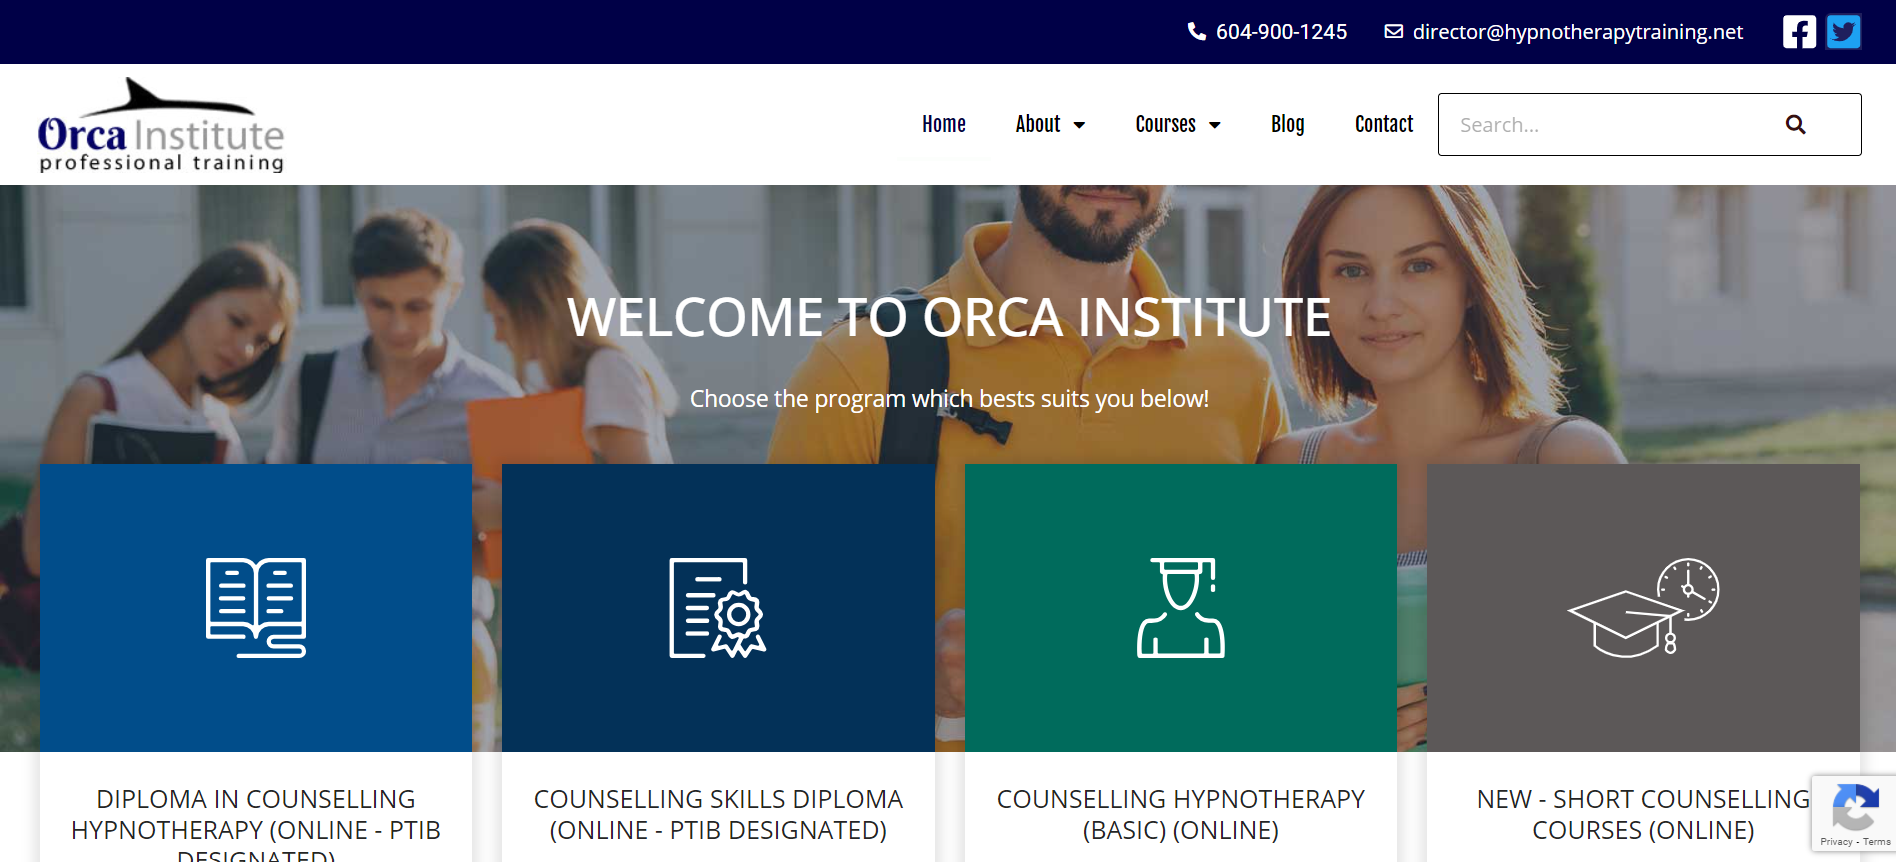 604-900-1245 director@hypnotherapytraining.net
Orca Institute
professional training
Home About Courses Blog Contact Search...
WELCOME TO ORCA INSTITUTE
Choose the program which bests suits you below!
DIPLOMA IN COUNSELLING
HYPNOTHERAPY (ONLINE - PTIB
DESIGNATED)
COUNSELLING SKILLS DIPLOMA
(ONLINE - PTIB DESIGNATED)
COUNSELLING HYPNOTHERAPY
(BASIC) (ONLINE)
NEW - SHORT COUNSELLING
COURSES (ONLINE)
Privacy - Terms